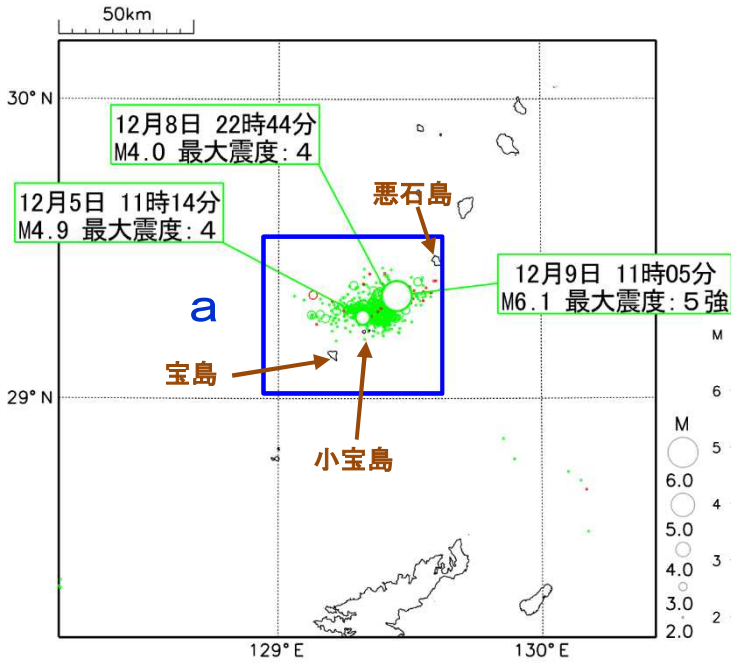 50km
30°N
12月8日 22時44分
M4.0 最大震度:4
悪石島
12月5日 11時14分
M4.9 最大震度:4
12月9日 11時05分
M6.1 最大震度:5強
a
宝島
小宝島
29°N
M
6
5
4
3
2
M
6.0
5.0
4.0
3.0
2.0
129°E
130°E